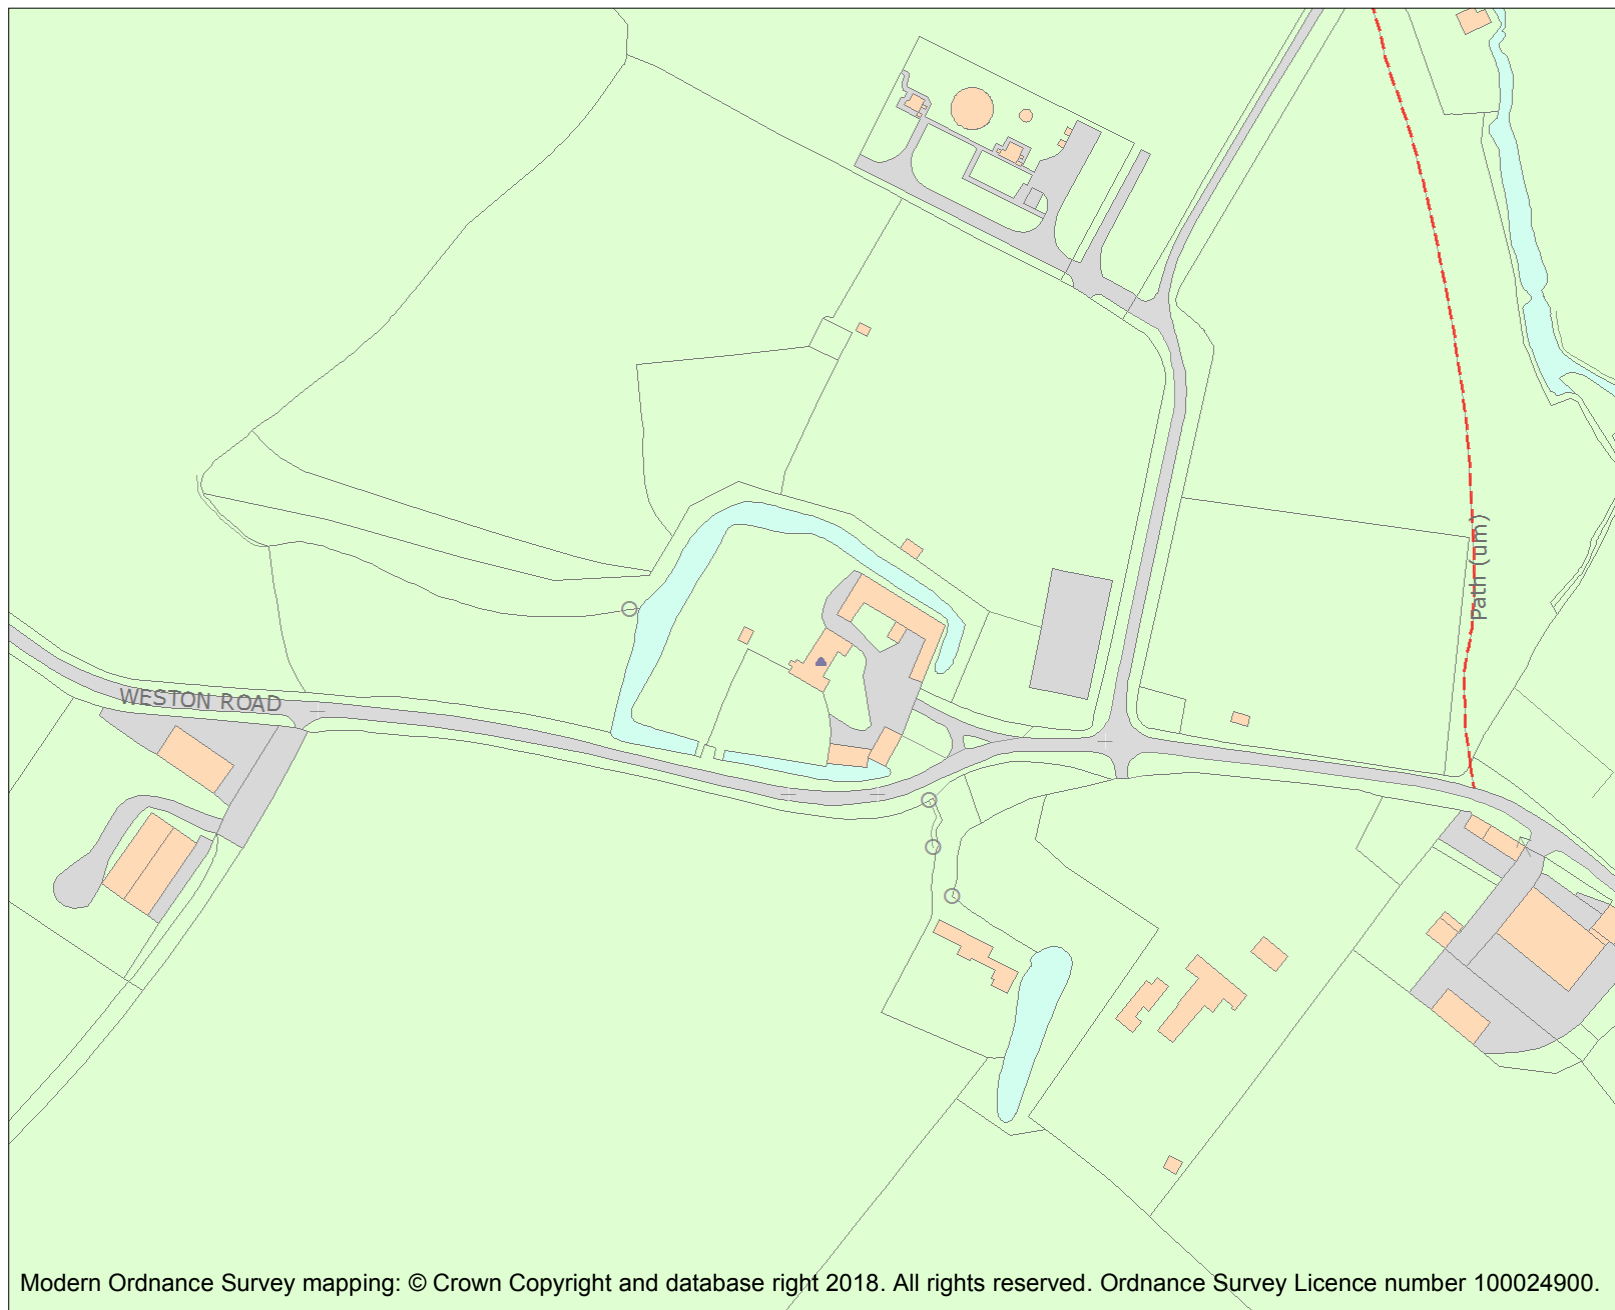 Path (um)
WESTON ROAD
Modern Ordnance Survey mapping: © Crown Copyright and database right 2018. All rights reserved. Ordnance Survey Licence number 100024900.